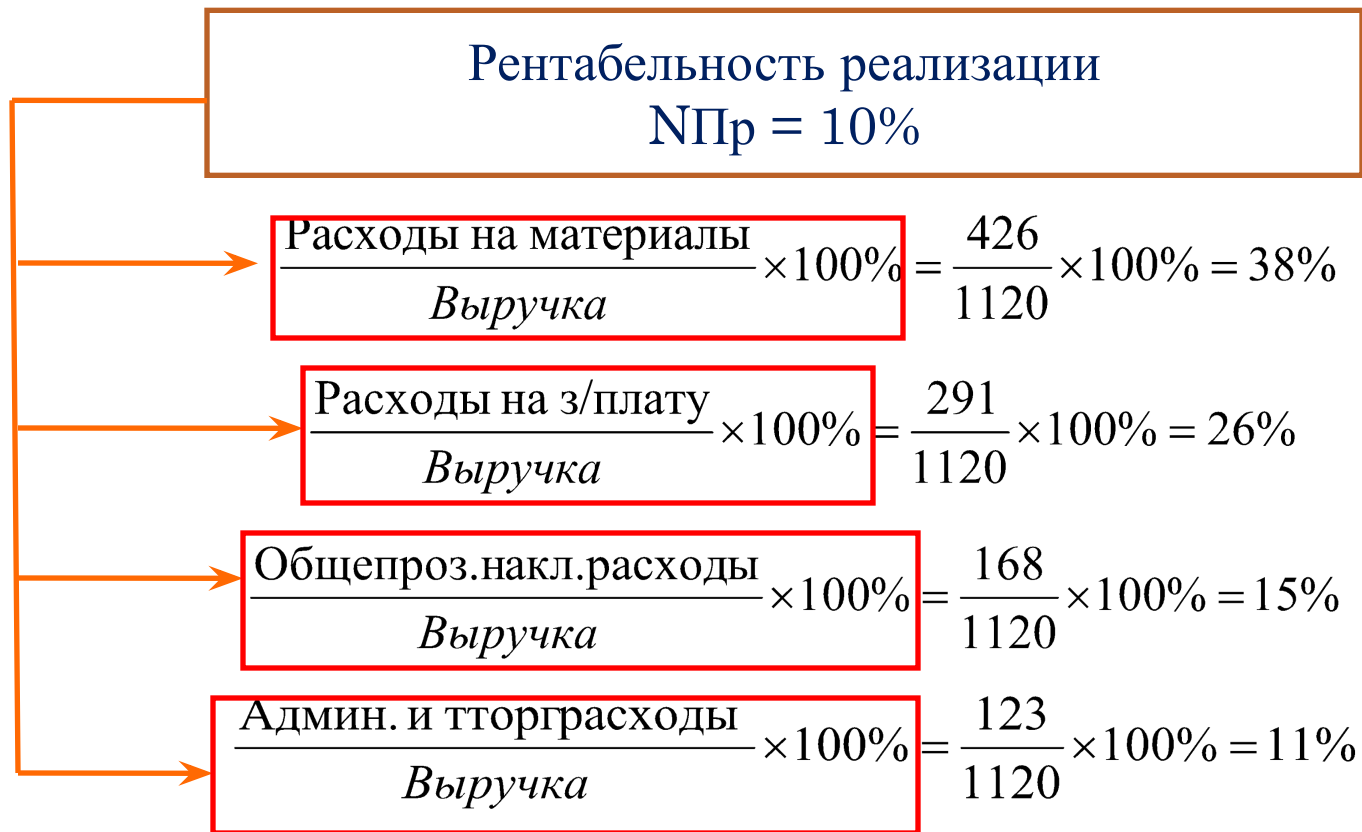 Рентабельность реализации
NПр = 10%
Расходы на материалы / Выручка ×100% = 426 / 1120 ×100% = 38%
Расходы на з/плату / Выручка ×100% = 291 / 1120 ×100% = 26%
Общепроз.накл.расходы / Выручка ×100% = 168 / 1120 ×100% = 15%
Админ. и тторграсходы / Выручка ×100% = 123 / 1120 ×100% = 11%